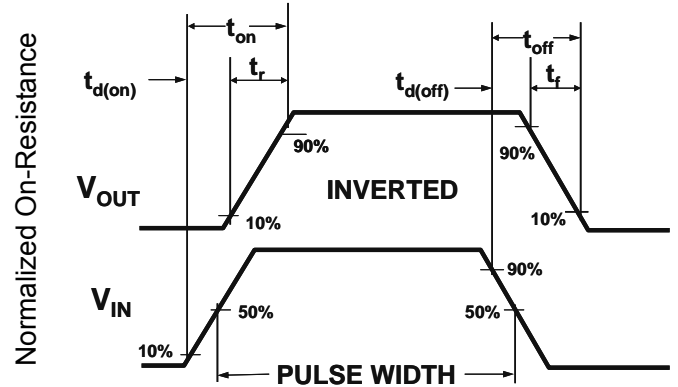 Normalized On-Resistance
t_on
t_off
t_d(on)
t_r
t_d(off)
t_f
90%
90%
V_OUT
INVERTED
10%
10%
V_IN
90%
50%
50%
10%
PULSE WIDTH